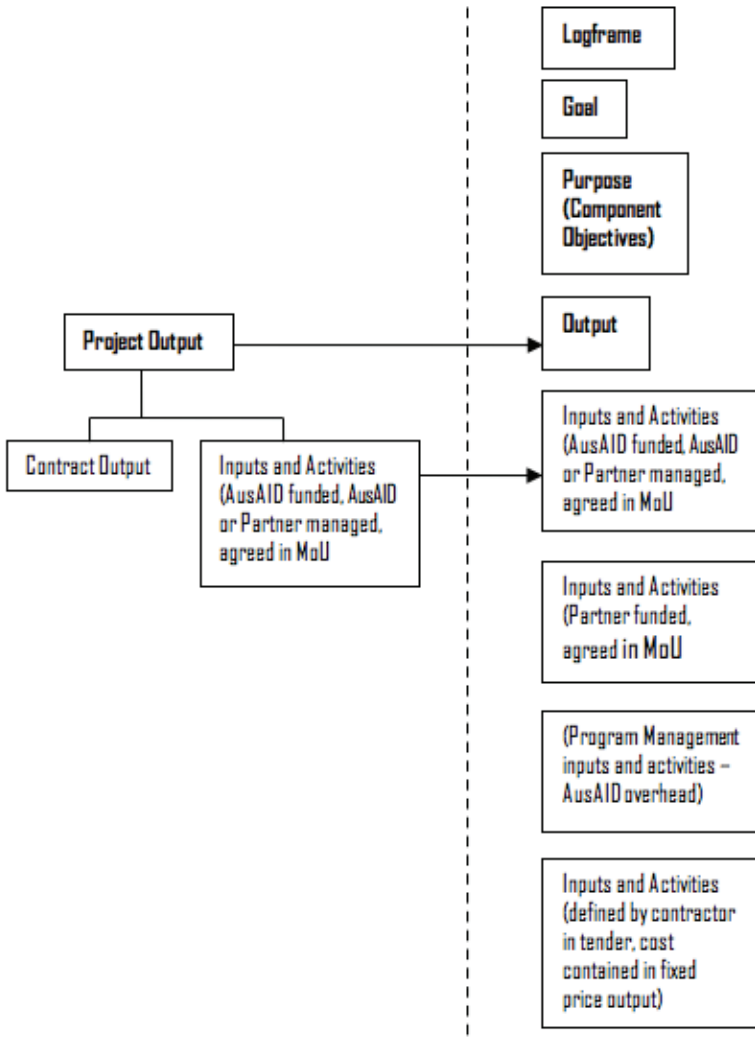 Logframe
Goal
Purpose
(Component
Objectives)
Project Output
Output
Contract Output
Inputs and Activities
(AusAID funded, AusAID
or Partner managed,
agreed in MoU
Inputs and Activities
(AusAID funded, AusAID
or Partner managed,
agreed in MoU
Inputs and Activities
(Partner funded,
agreed in MoU
(Program Management
inputs and activities –
AusAID overhead)
Inputs and Activities
(defined by contractor
in tender, cost
contained in fixed
price output)